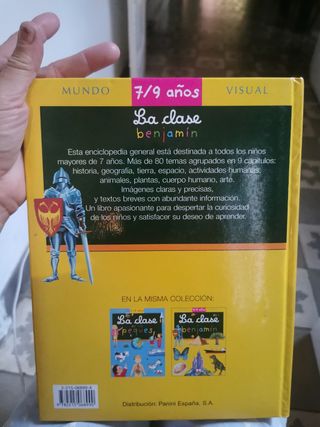 MUNDO 7/9 años VISUAL
La clase
benjamín
Esta enciclopedia general está destinada a todos los niños
mayores de 7 años. Más de 80 temas agrupados en 9 capítulos:
historia, geografía, tierra, espacio, actividades humanas,
animales, plantas, cuerpo humano, arte.
Imágenes claras y precisas,
y textos breves con abundante información.
Un libro apasionante para despertar la curiosidad
de los niños y satisfacer su deseo de aprender.
EN LA MISMA COLECCIÓN:
La clase
peques
La clase
benjamín
Distribución: Panini España, S.A.